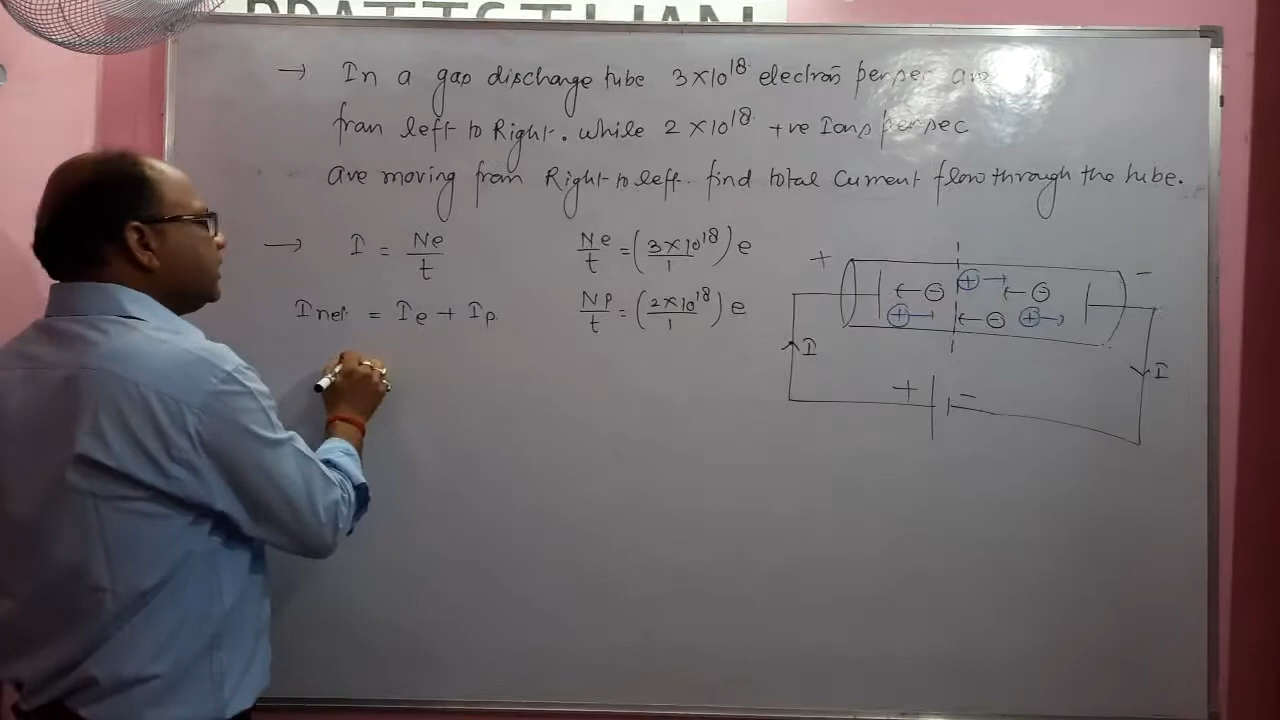 PRATISTHAN
→ In a gas discharge tube 3×10¹⁸ electron per sec are
from left to Right. while 2×10¹⁸ +ve Ions per sec
are moving from Right to left. find total Current flow through the tube.
→ I = Ne/t
Ne/t = (3×10¹⁸/1) e
Inet = Ie + Ip
Np/t = (2×10¹⁸/1) e
+ −
← ⊖ ⊕ → ← ⊖
⊕ → ← ⊖ ⊕ →
I I
+ −